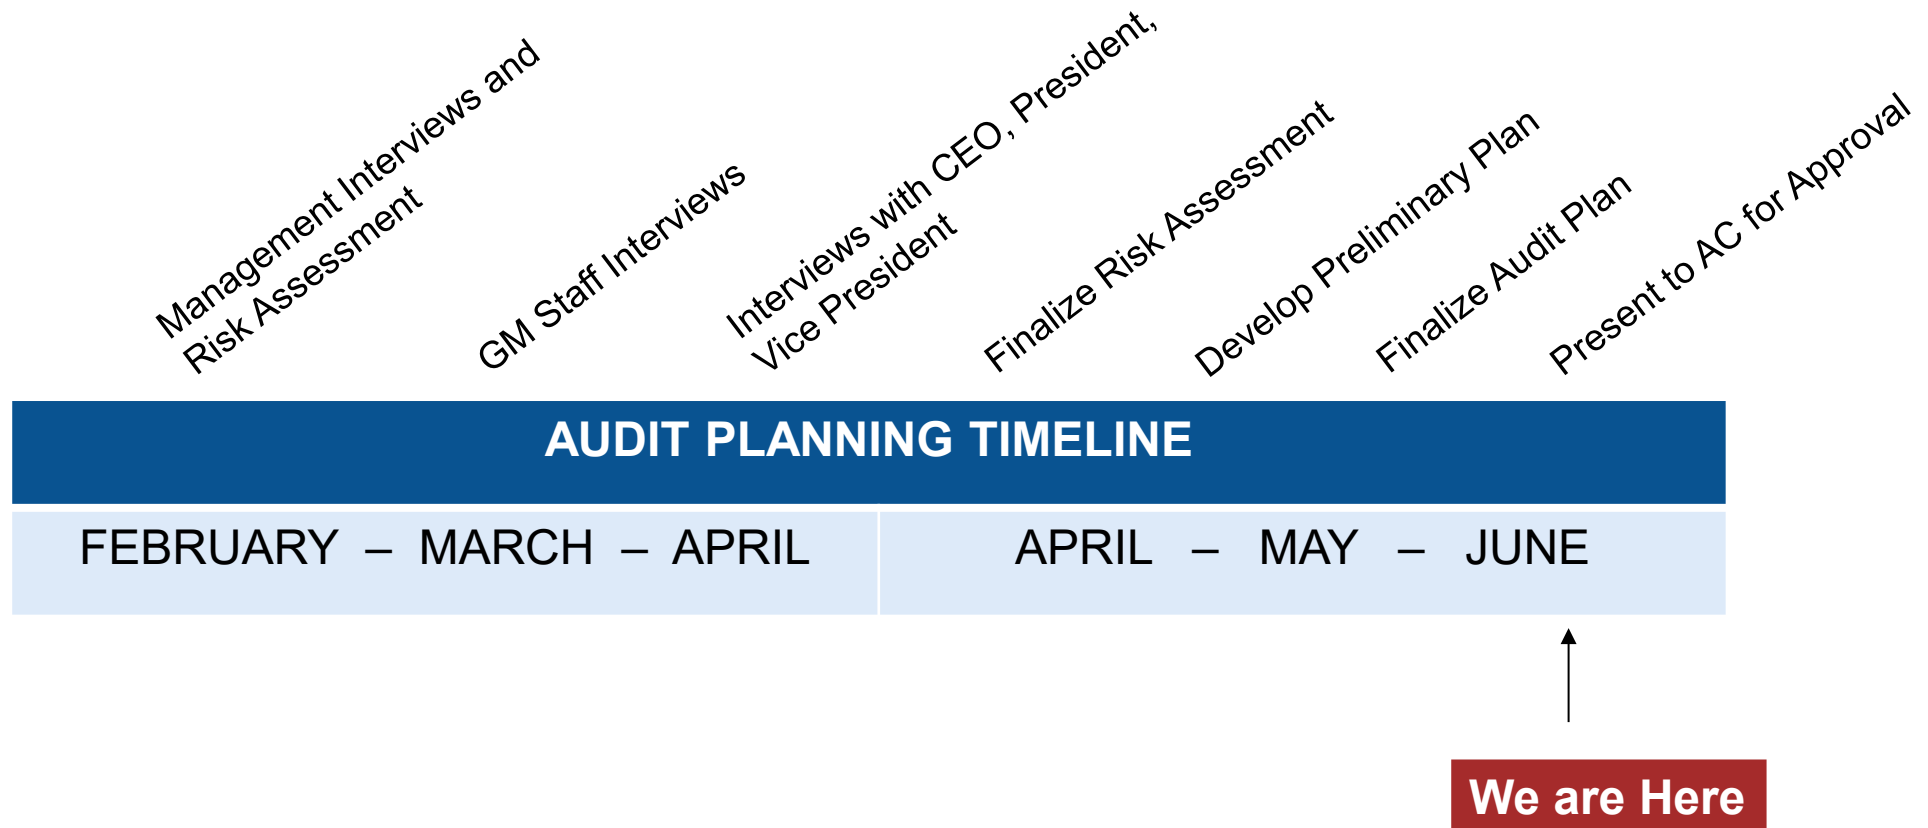 Management Interviews and
Risk Assessment
GM Staff Interviews
Interviews with CEO, President,
Vice President
Finalize Risk Assessment
Develop Preliminary Plan
Finalize Audit Plan
Present to AC for Approval
AUDIT PLANNING TIMELINE
FEBRUARY – MARCH – APRIL
APRIL – MAY – JUNE
We are Here